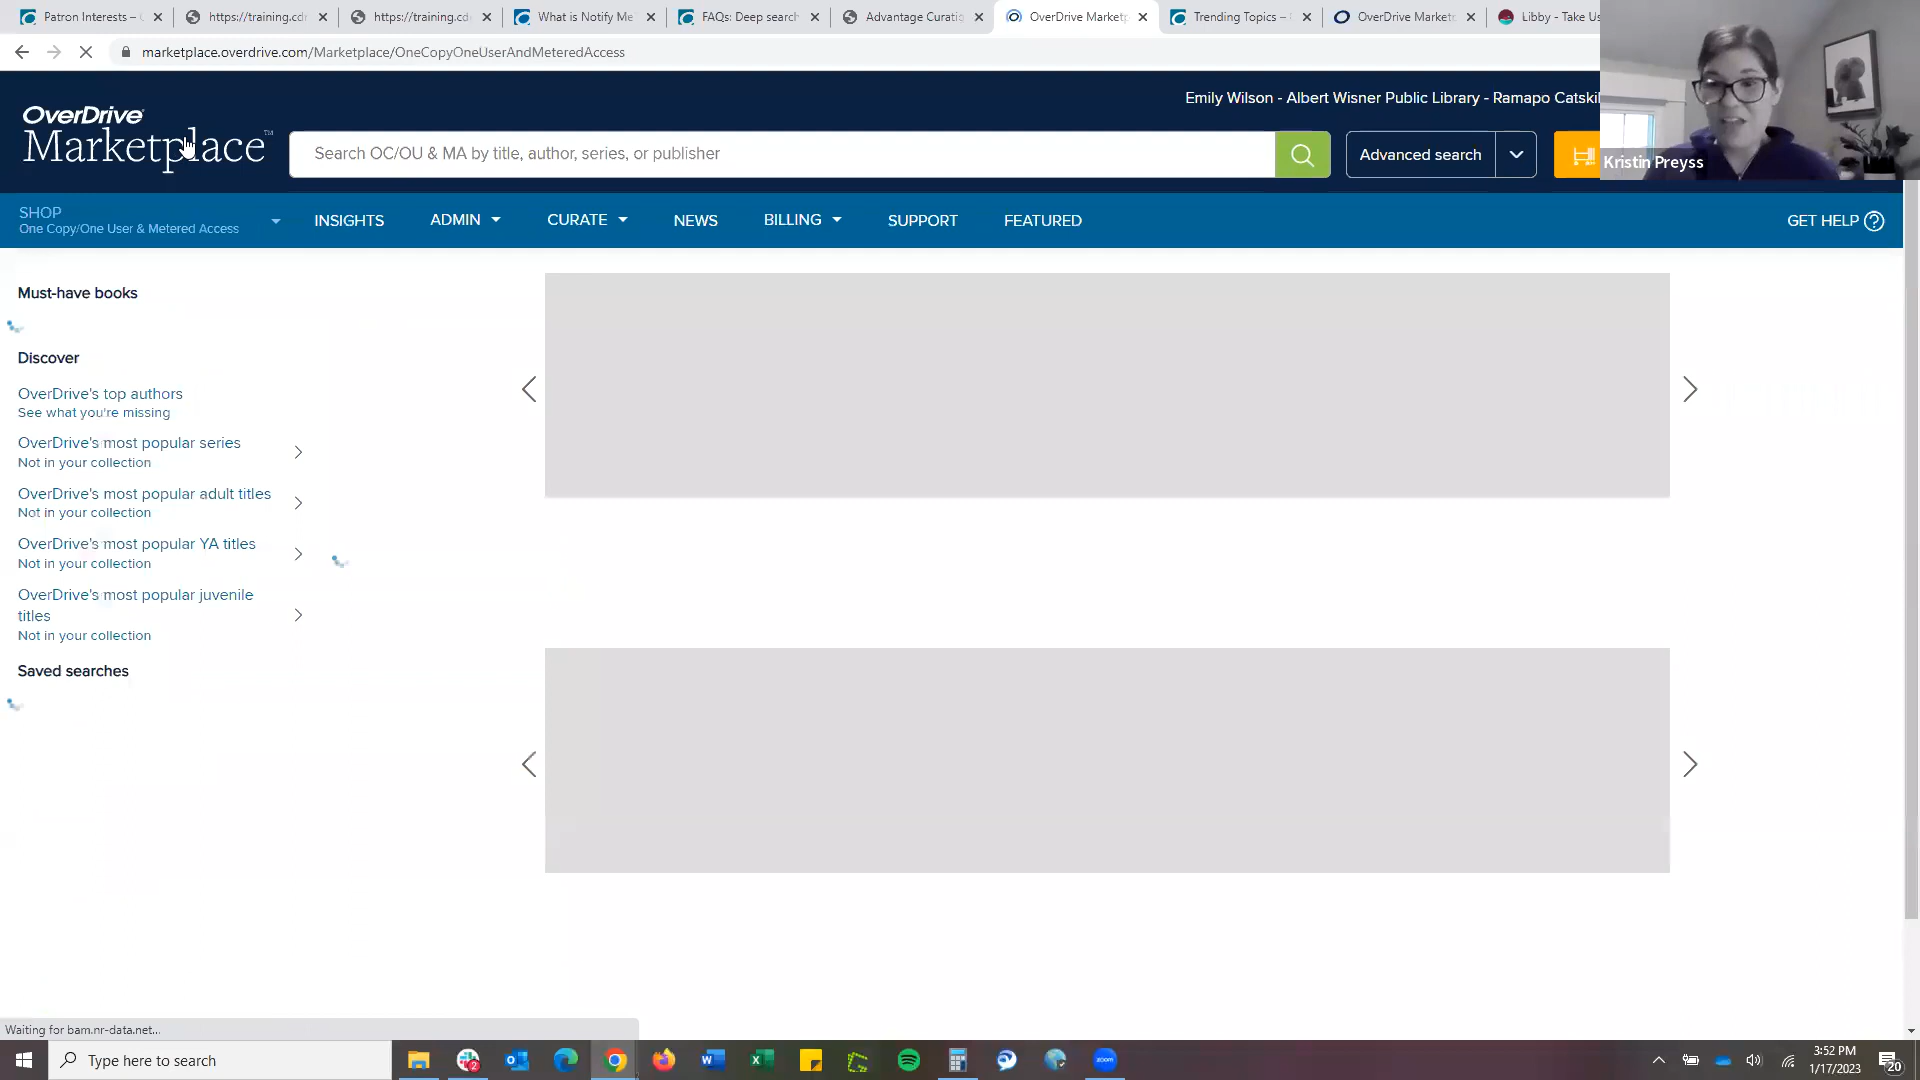 Patron Interests –
https://training.cd
https://training.cd
What is Notify Me
FAQs: Deep search
Advantage Curatio
OverDrive Marketp
Trending Topics –
OverDrive Market
Libby - Take Us
marketplace.overdrive.com/Marketplace/OneCopyOneUserAndMeteredAccess
Emily Wilson - Albert Wisner Public Library - Ramapo Catskil
OverDrive
Marketplace™
Search OC/OU & MA by title, author, series, or publisher
Advanced search
Kristin Preyss
SHOP
One Copy/One User & Metered Access
INSIGHTS
ADMIN
CURATE
NEWS
BILLING
SUPPORT
FEATURED
GET HELP
Must-have books
Discover
OverDrive's top authors
See what you're missing
OverDrive's most popular series
Not in your collection
OverDrive's most popular adult titles
Not in your collection
OverDrive's most popular YA titles
Not in your collection
OverDrive's most popular juvenile
titles
Not in your collection
Saved searches
Waiting for bam.nr-data.net...
Type here to search
zoom
3:52 PM
1/17/2023
20